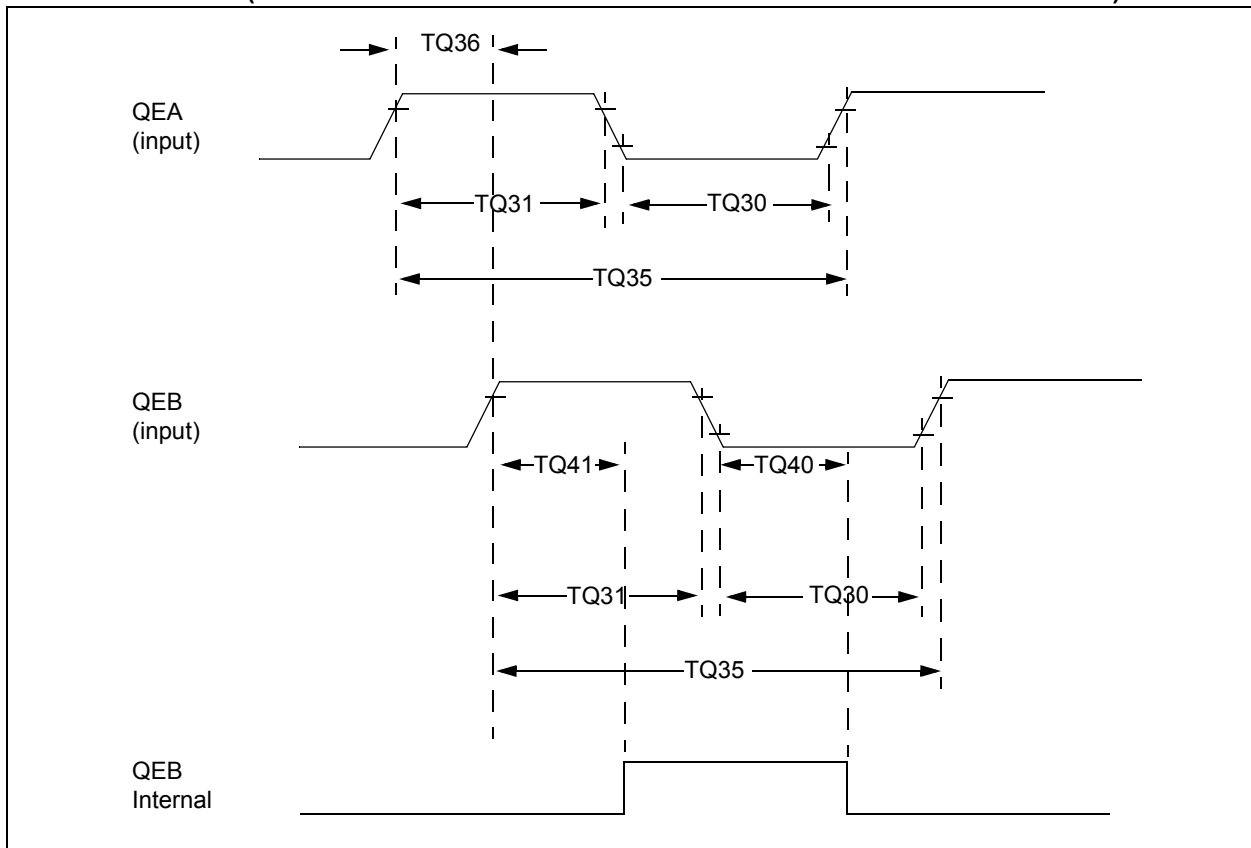 TQ36
QEA
(input)
TQ31
TQ30
TQ35
QEB
(input)
TQ41
TQ40
TQ31
TQ30
TQ35
QEB
Internal